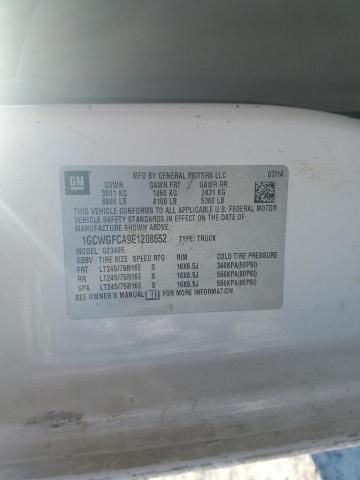 GM
MFD BY GENERAL MOTORS LLC 07/14
GVWR GAWR FRT GAWR RR
3901 KG 1860 KG 2431 KG
8600 LB 4100 LB 5360 LB
THIS VEHICLE CONFORMS TO ALL APPLICABLE U.S. FEDERAL MOTOR
VEHICLE SAFETY STANDARDS IN EFFECT ON THE DATE OF
MANUFACTURE SHOWN ABOVE.
1GCWGFCA9E1208652 TYPE: TRUCK
MODEL: G23405
GBBV TIRE SIZE SPEED RTG RIM COLD TIRE PRESSURE
FRT LT245/75R16E S 16X6.5J 340KPA(50PSI)
RR LT245/75R16E S 16X6.5J 550KPA(80PSI)
SPA LT245/75R16E S 16X6.5J 550KPA(80PSI)
SEE OWNER'S MANUAL FOR MORE INFORMATION.